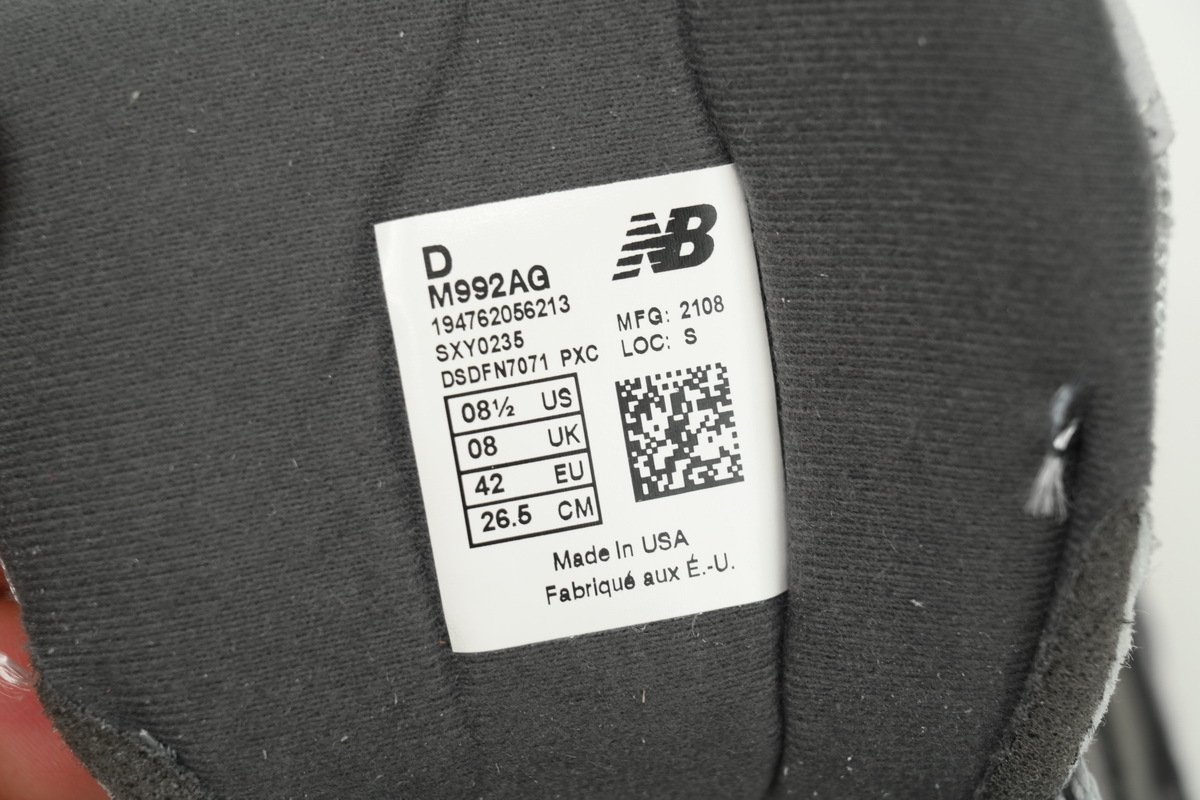 D
M992AG
194762056213
SXY0235
DSDFN7071 PXC
08½ US
08 UK
42 EU
26.5 CM
NB
MFG: 2108
LOC: S
Made In USA
Fabriqué aux É.-U.